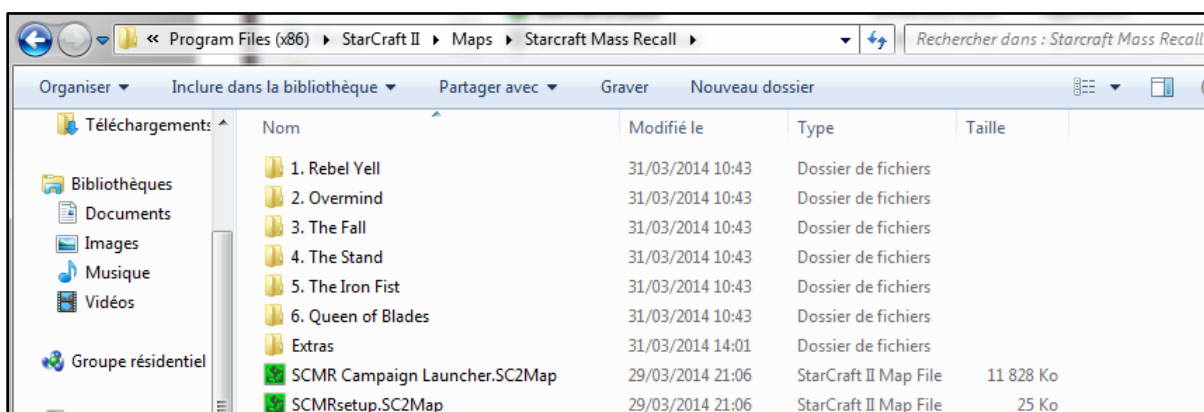 « Program Files (x86) ▸ StarCraft II ▸ Maps ▸ Starcraft Mass Recall ▸ Rechercher dans : Starcraft Mass Recall
Organiser Inclure dans la bibliothèque Partager avec Graver Nouveau dossier
Téléchargements Nom Modifié le Type Taille
1. Rebel Yell 31/03/2014 10:43 Dossier de fichiers
Bibliothèques 2. Overmind 31/03/2014 10:43 Dossier de fichiers
Documents 3. The Fall 31/03/2014 10:43 Dossier de fichiers
Images 4. The Stand 31/03/2014 10:43 Dossier de fichiers
Musique 5. The Iron Fist 31/03/2014 10:43 Dossier de fichiers
Vidéos 6. Queen of Blades 31/03/2014 10:43 Dossier de fichiers
Extras 31/03/2014 14:01 Dossier de fichiers
Groupe résidentiel SCMR Campaign Launcher.SC2Map 29/03/2014 21:06 StarCraft II Map File 11 828 Ko
SCMRsetup.SC2Map 29/03/2014 21:06 StarCraft II Map File 25 Ko